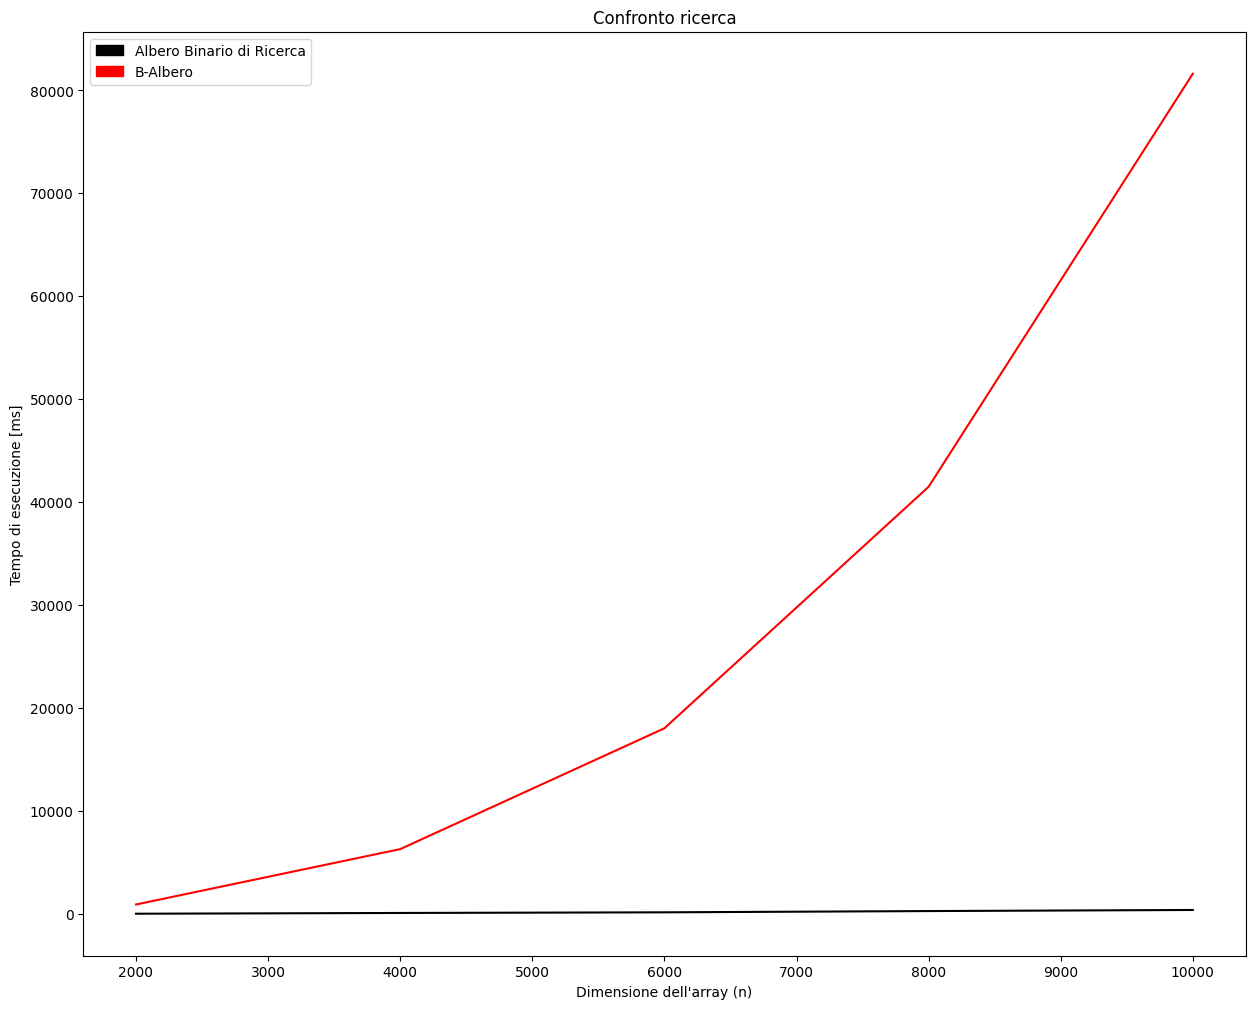 Confronto ricerca
Albero Binario di Ricerca
B-Albero
80000
70000
60000
50000
40000
30000
20000
10000
0
Tempo di esecuzione [ms]
2000 3000 4000 5000 6000 7000 8000 9000 10000
Dimensione dell'array (n)